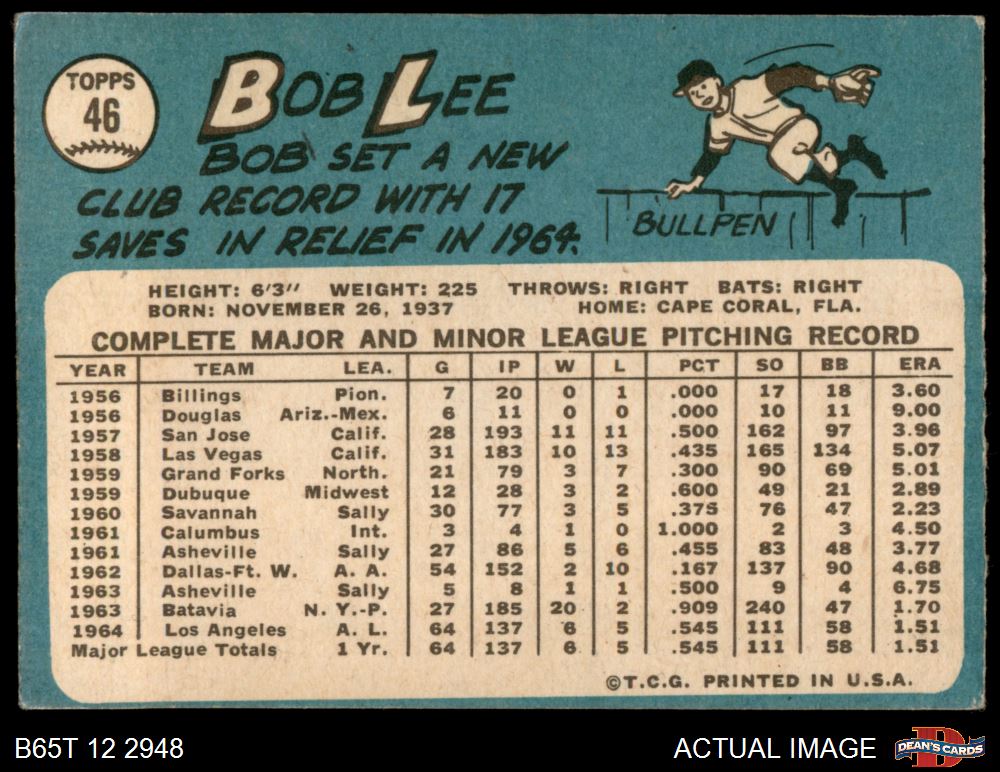 TOPPS
46
BOB LEE
BOB SET A NEW
CLUB RECORD WITH 17
SAVES IN RELIEF IN 1964.
BULLPEN
HEIGHT: 6'3" WEIGHT: 225 THROWS: RIGHT BATS: RIGHT
BORN: NOVEMBER 26, 1937 HOME: CAPE CORAL, FLA.
COMPLETE MAJOR AND MINOR LEAGUE PITCHING RECORD
YEAR TEAM LEA. G IP W L PCT SO BB ERA
1956 Billings Pion. 7 20 0 1 .000 17 18 3.60
1956 Douglas Ariz.-Mex. 6 11 0 0 .000 10 11 9.00
1957 San Jose Calif. 28 193 11 11 .500 162 97 3.96
1958 Las Vegas Calif. 31 183 10 13 .435 165 134 5.07
1959 Grand Forks North. 21 79 3 7 .300 90 69 5.01
1959 Dubuque Midwest 12 28 3 2 .600 49 21 2.89
1960 Savannah Sally 30 77 3 5 .375 76 47 2.23
1961 Calumbus Int. 3 4 1 0 1.000 2 3 4.50
1961 Asheville Sally 27 86 5 6 .455 83 48 3.77
1962 Dallas-Ft. W. A. A. 54 152 2 10 .167 137 90 4.68
1963 Asheville Sally 5 8 1 1 .500 9 4 6.75
1963 Batavia N. Y.-P. 27 185 20 2 .909 240 47 1.70
1964 Los Angeles A. L. 64 137 6 5 .545 111 58 1.51
Major League Totals 1 Yr. 64 137 6 5 .545 111 58 1.51
©T.C.G. PRINTED IN U.S.A.
B65T 12 2948 ACTUAL IMAGE DEAN'S CARDS